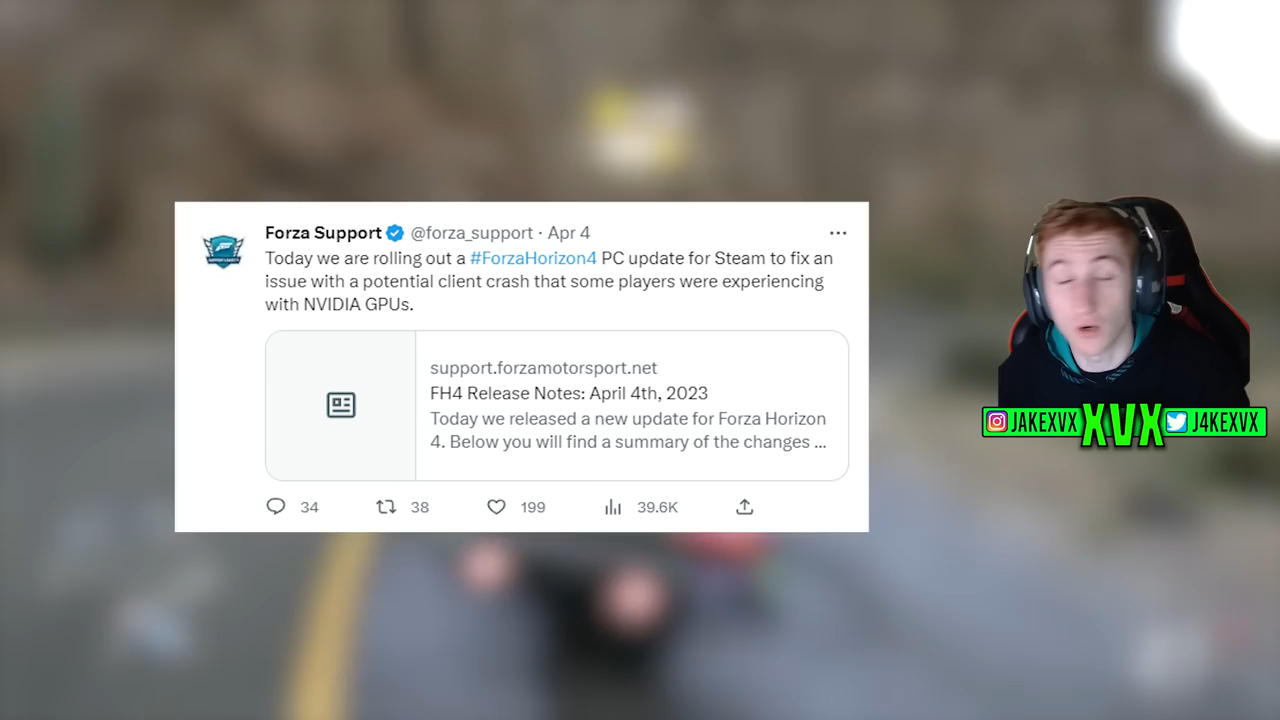 Forza Support @forza_support · Apr 4
Today we are rolling out a #ForzaHorizon4 PC update for Steam to fix an
issue with a potential client crash that some players were experiencing
with NVIDIA GPUs.
support.forzamotorsport.net
FH4 Release Notes: April 4th, 2023
Today we released a new update for Forza Horizon
4. Below you will find a summary of the changes ...
34 38 199 39.6K
JAKEXVX XVX J4KEXVX